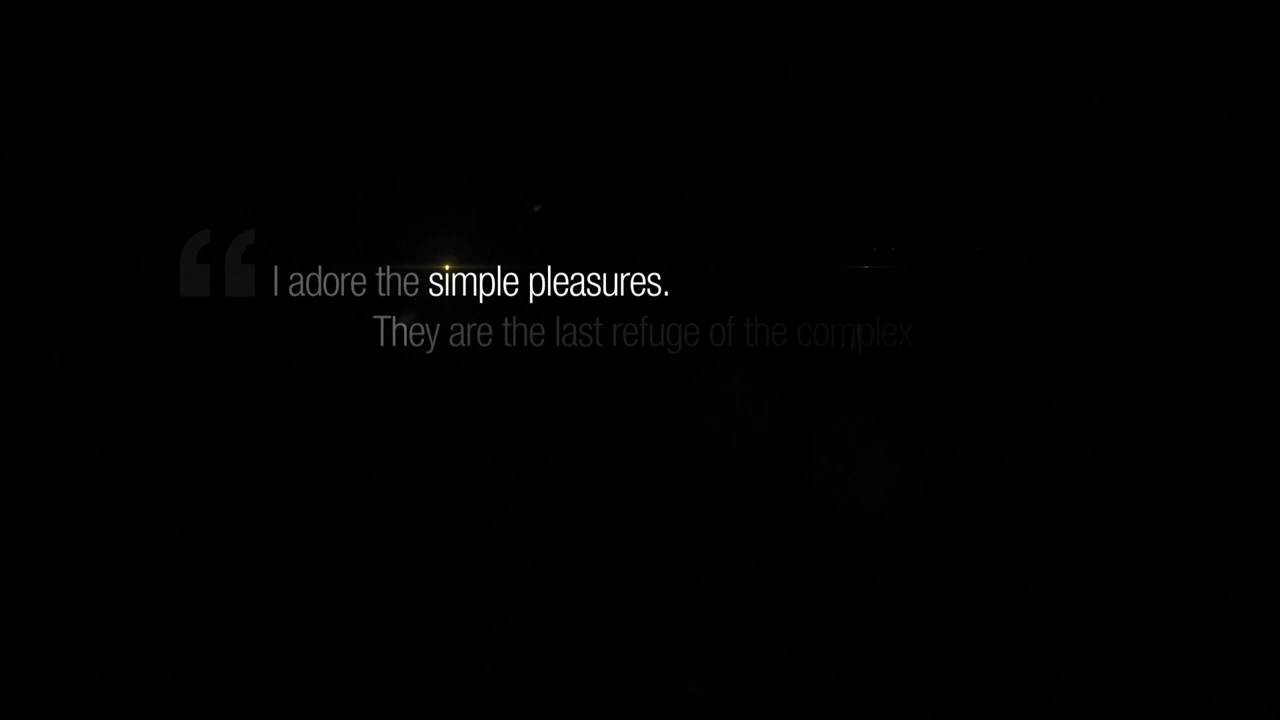 “I adore the simple pleasures.
They are the last refuge of the complex.